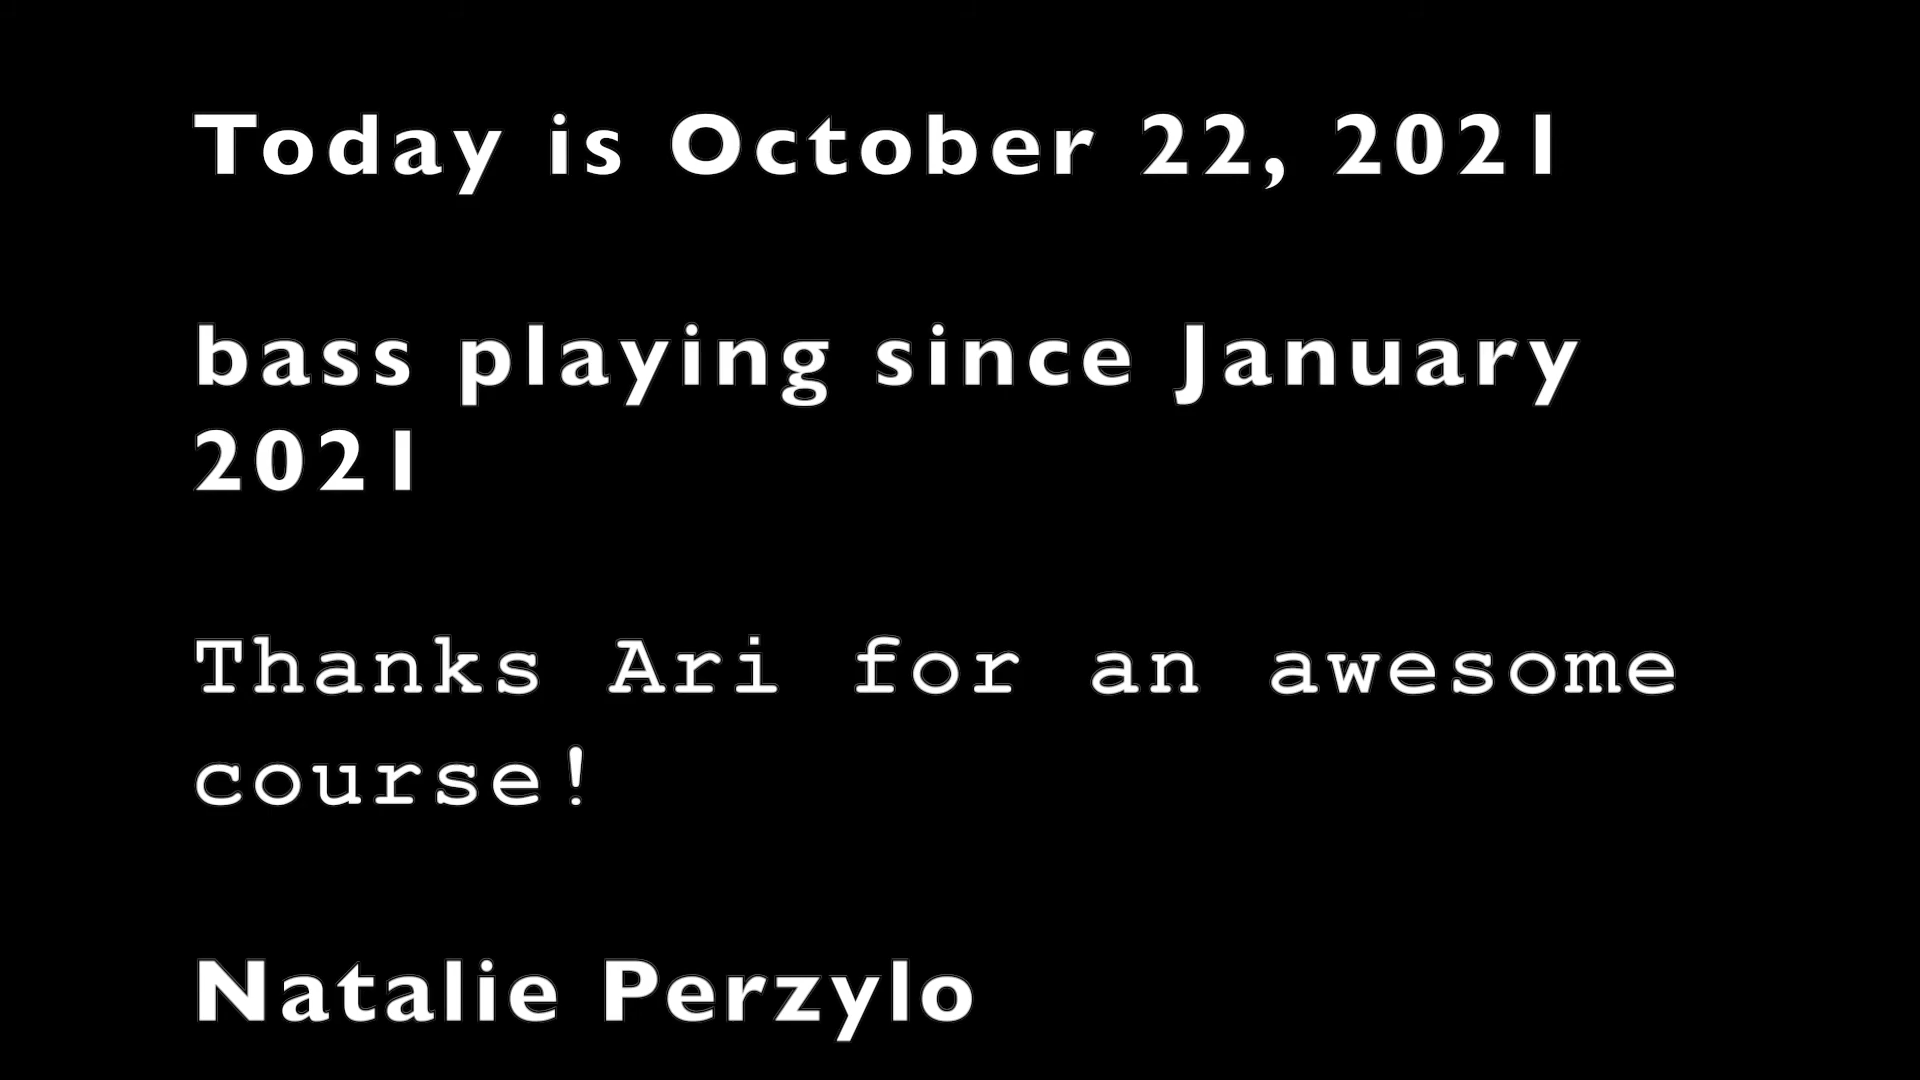 Today is October 22, 2021
bass playing since January
2021
Thanks Ari for an awesome
course!
Natalie Perzylo